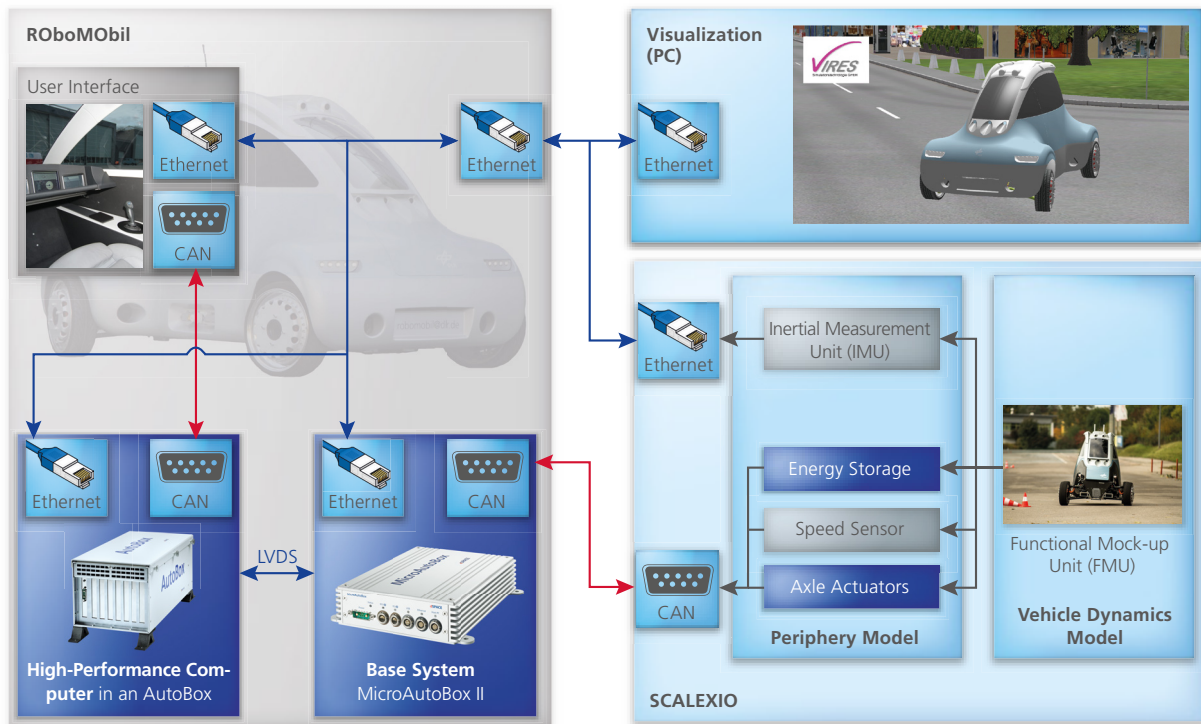 ROboMObil
User Interface
Ethernet
CAN
Ethernet
Ethernet
CAN
Ethernet
CAN
AutoBox
AutoBox
LVDS
MicroAutoBox
High-Performance Com-
puter in an AutoBox
Base System
MicroAutoBox II
Visualization
(PC)
VIRES
Ethernet
Ethernet
Inertial Measurement
Unit (IMU)
Energy Storage
Speed Sensor
Axle Actuators
CAN
Periphery Model
Functional Mock-up
Unit (FMU)
Vehicle Dynamics
Model
SCALEXIO